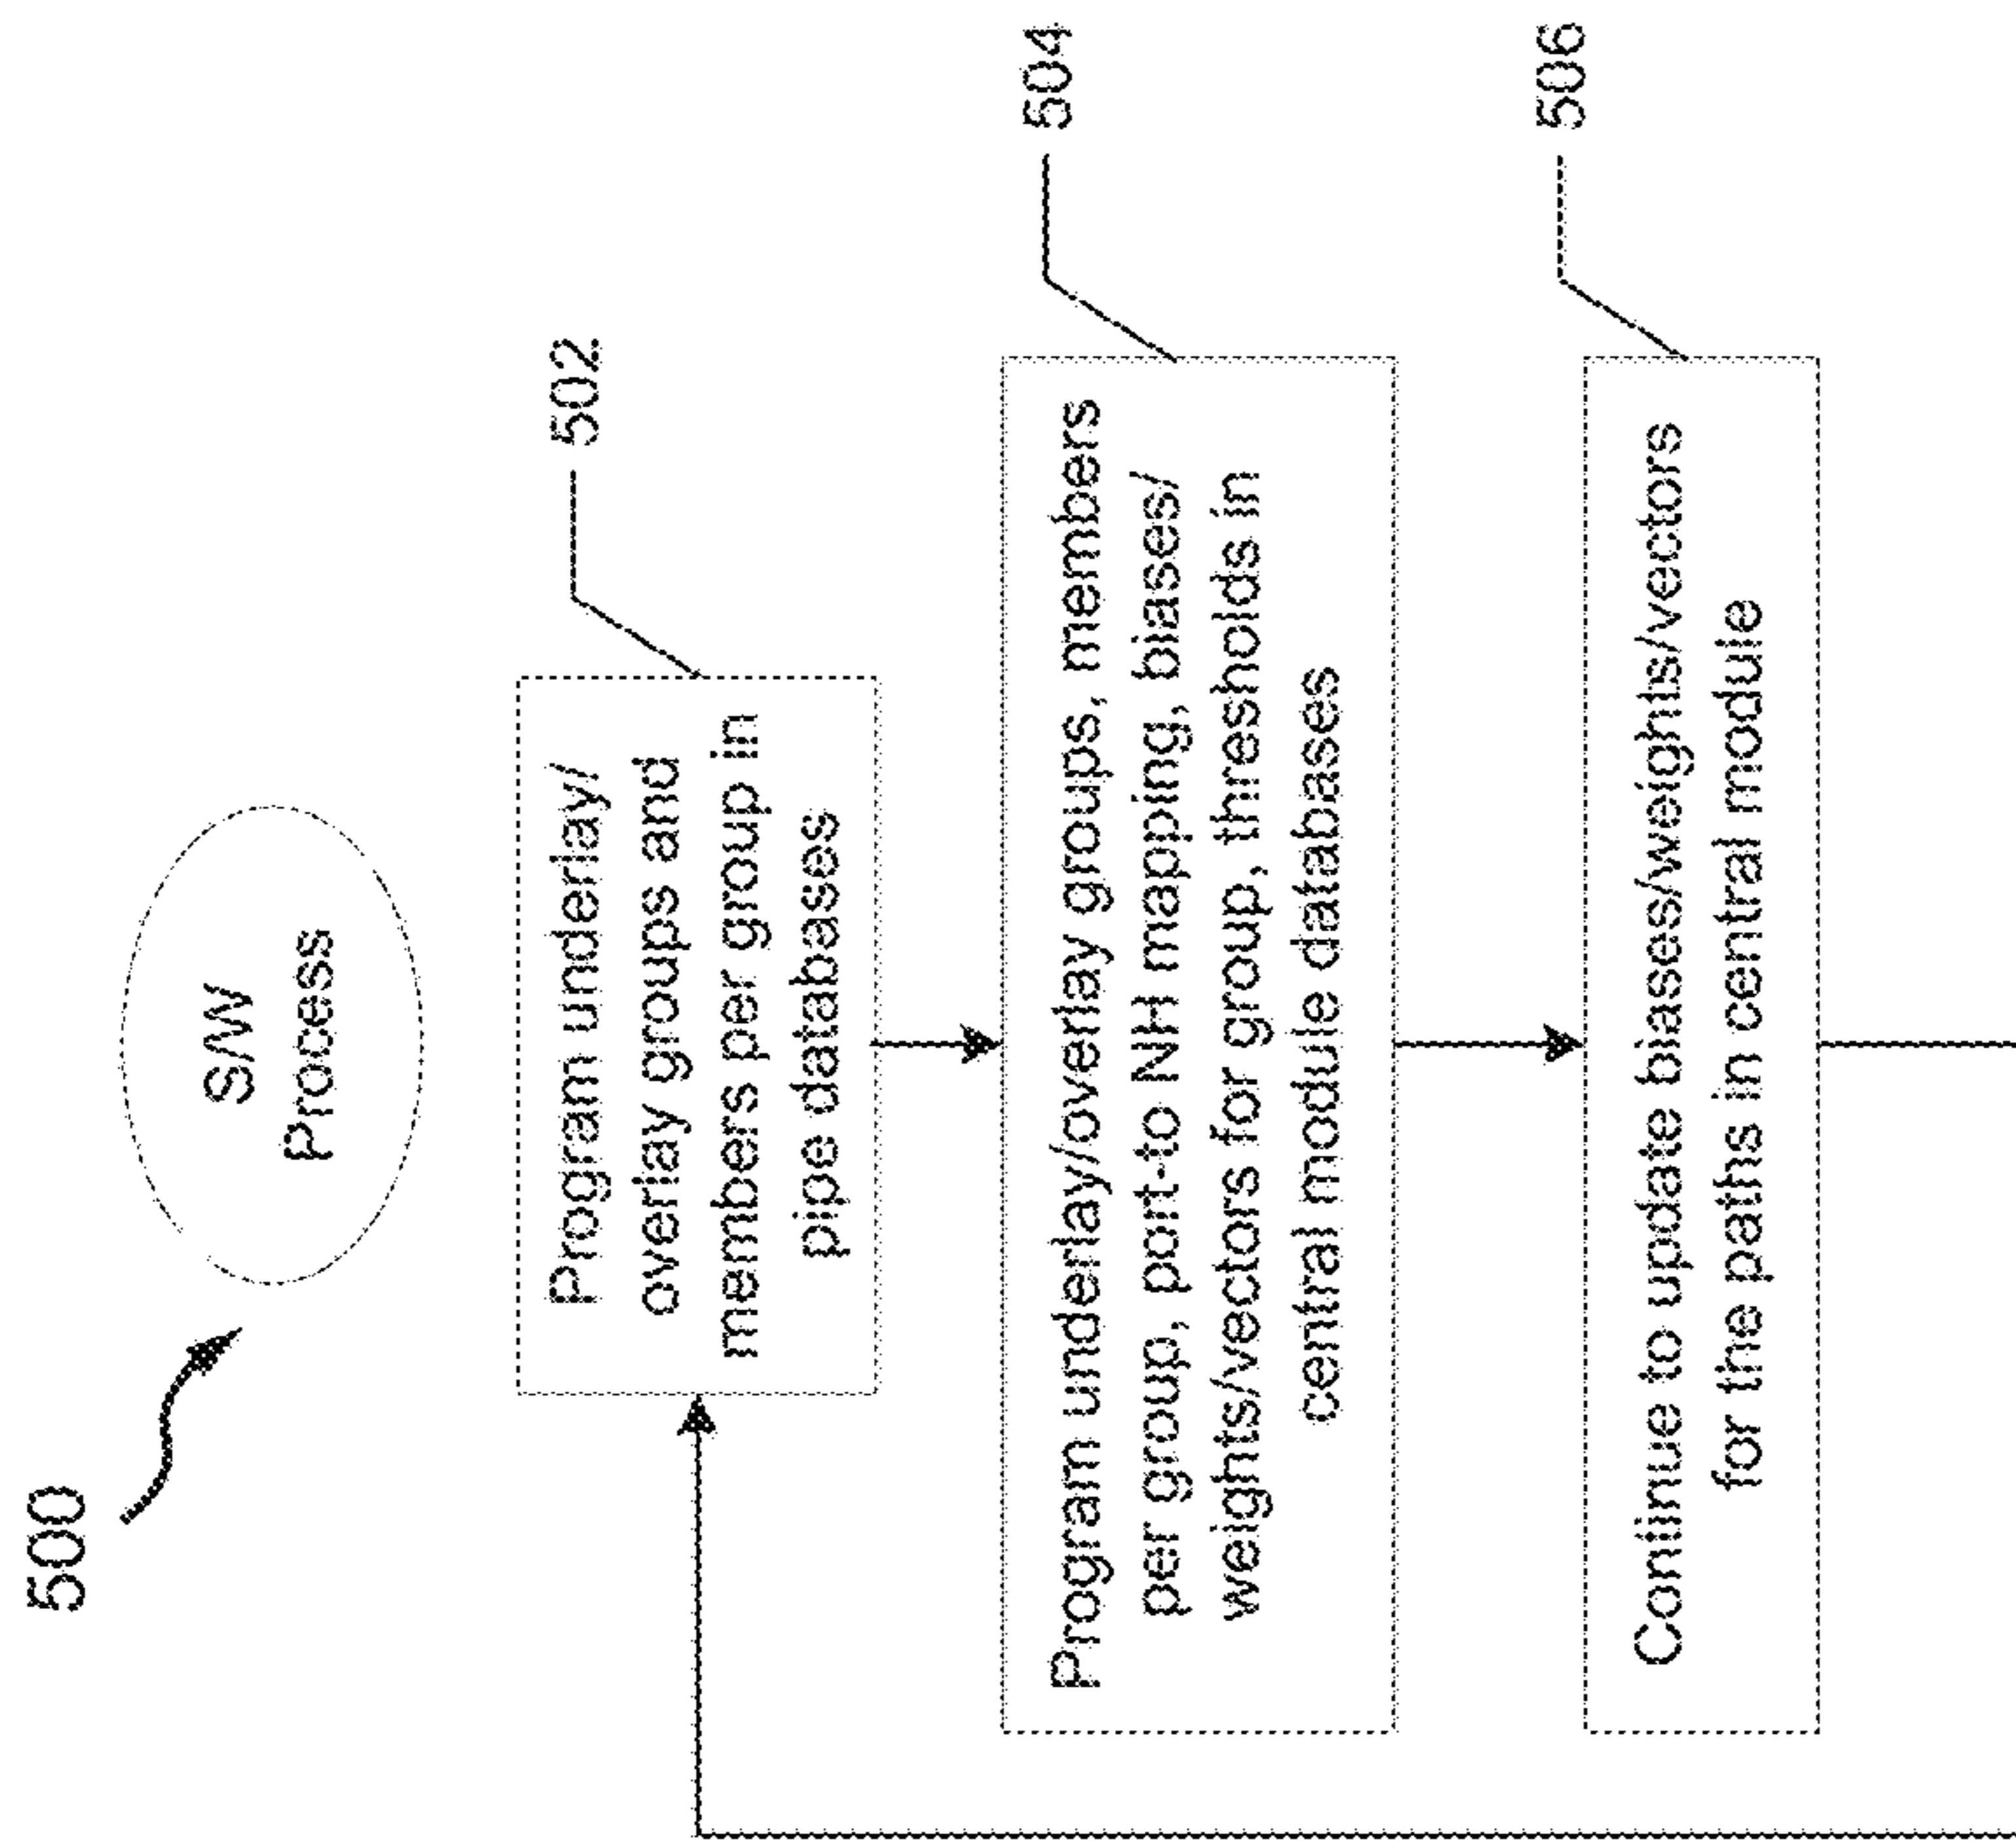 500
S/W
Process
502
Program underlay/
overlay groups and
members per group in
pipe databases
504
Program underlay/overlay groups, members
per group, port-to NH mapping, biases/
weights/vectors for group, thresholds in
central module databases
506
Continue to update biases/weights/vectors
for the paths in central module